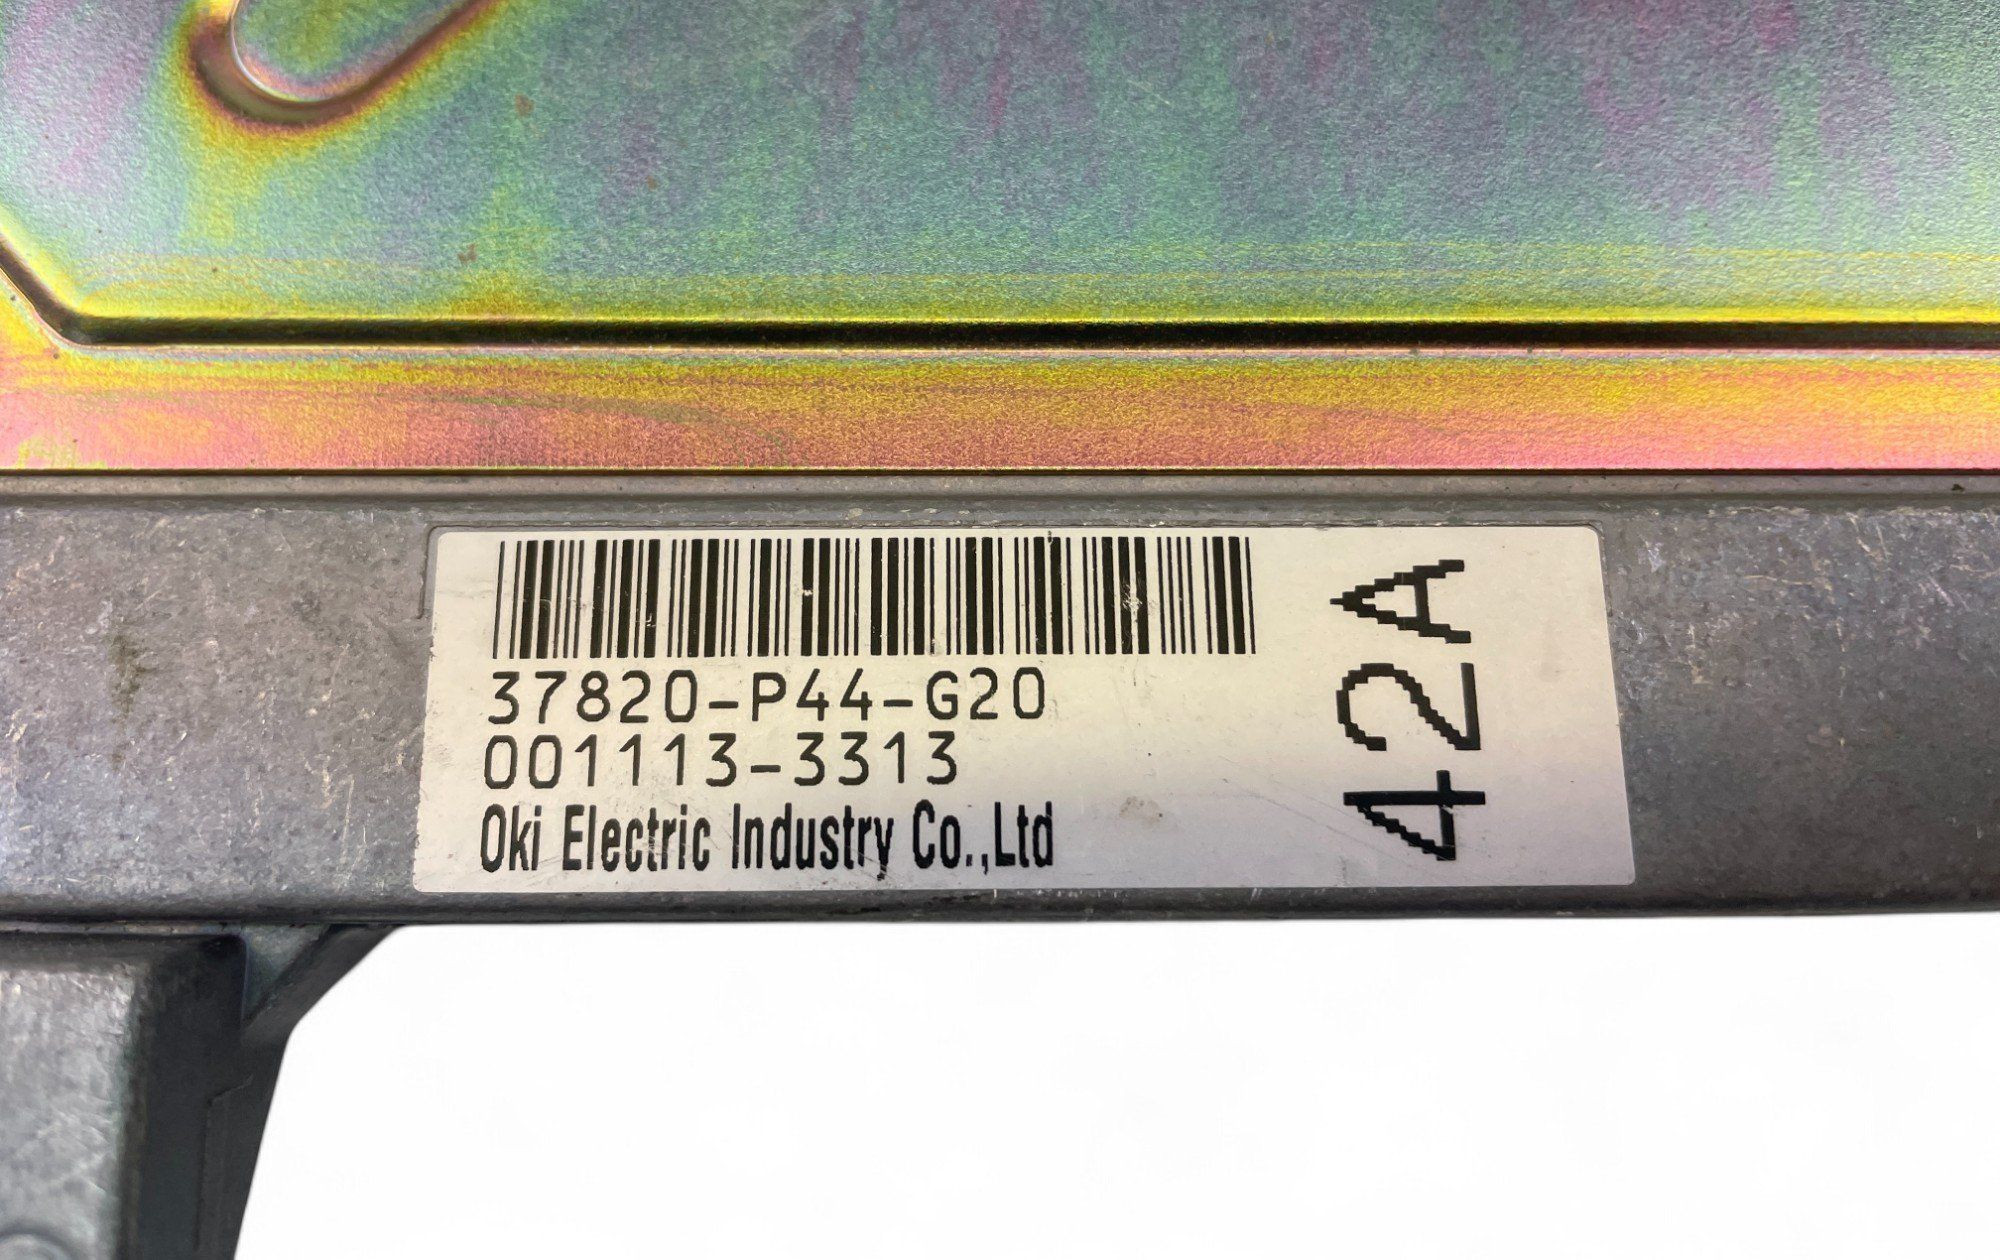 37820-P44-G20
001113-3313
Oki Electric Industry Co.,Ltd
42A